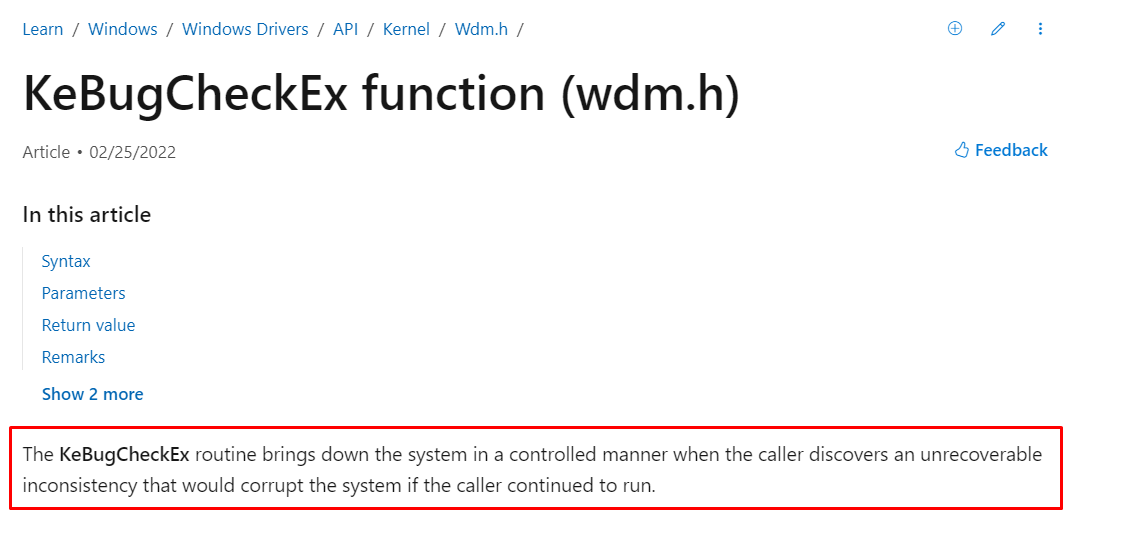 Learn / Windows / Windows Drivers / API / Kernel / Wdm.h /
KeBugCheckEx function (wdm.h)
Article • 02/25/2022
Feedback
In this article
Syntax
Parameters
Return value
Remarks
Show 2 more
The KeBugCheckEx routine brings down the system in a controlled manner when the caller discovers an unrecoverable
inconsistency that would corrupt the system if the caller continued to run.